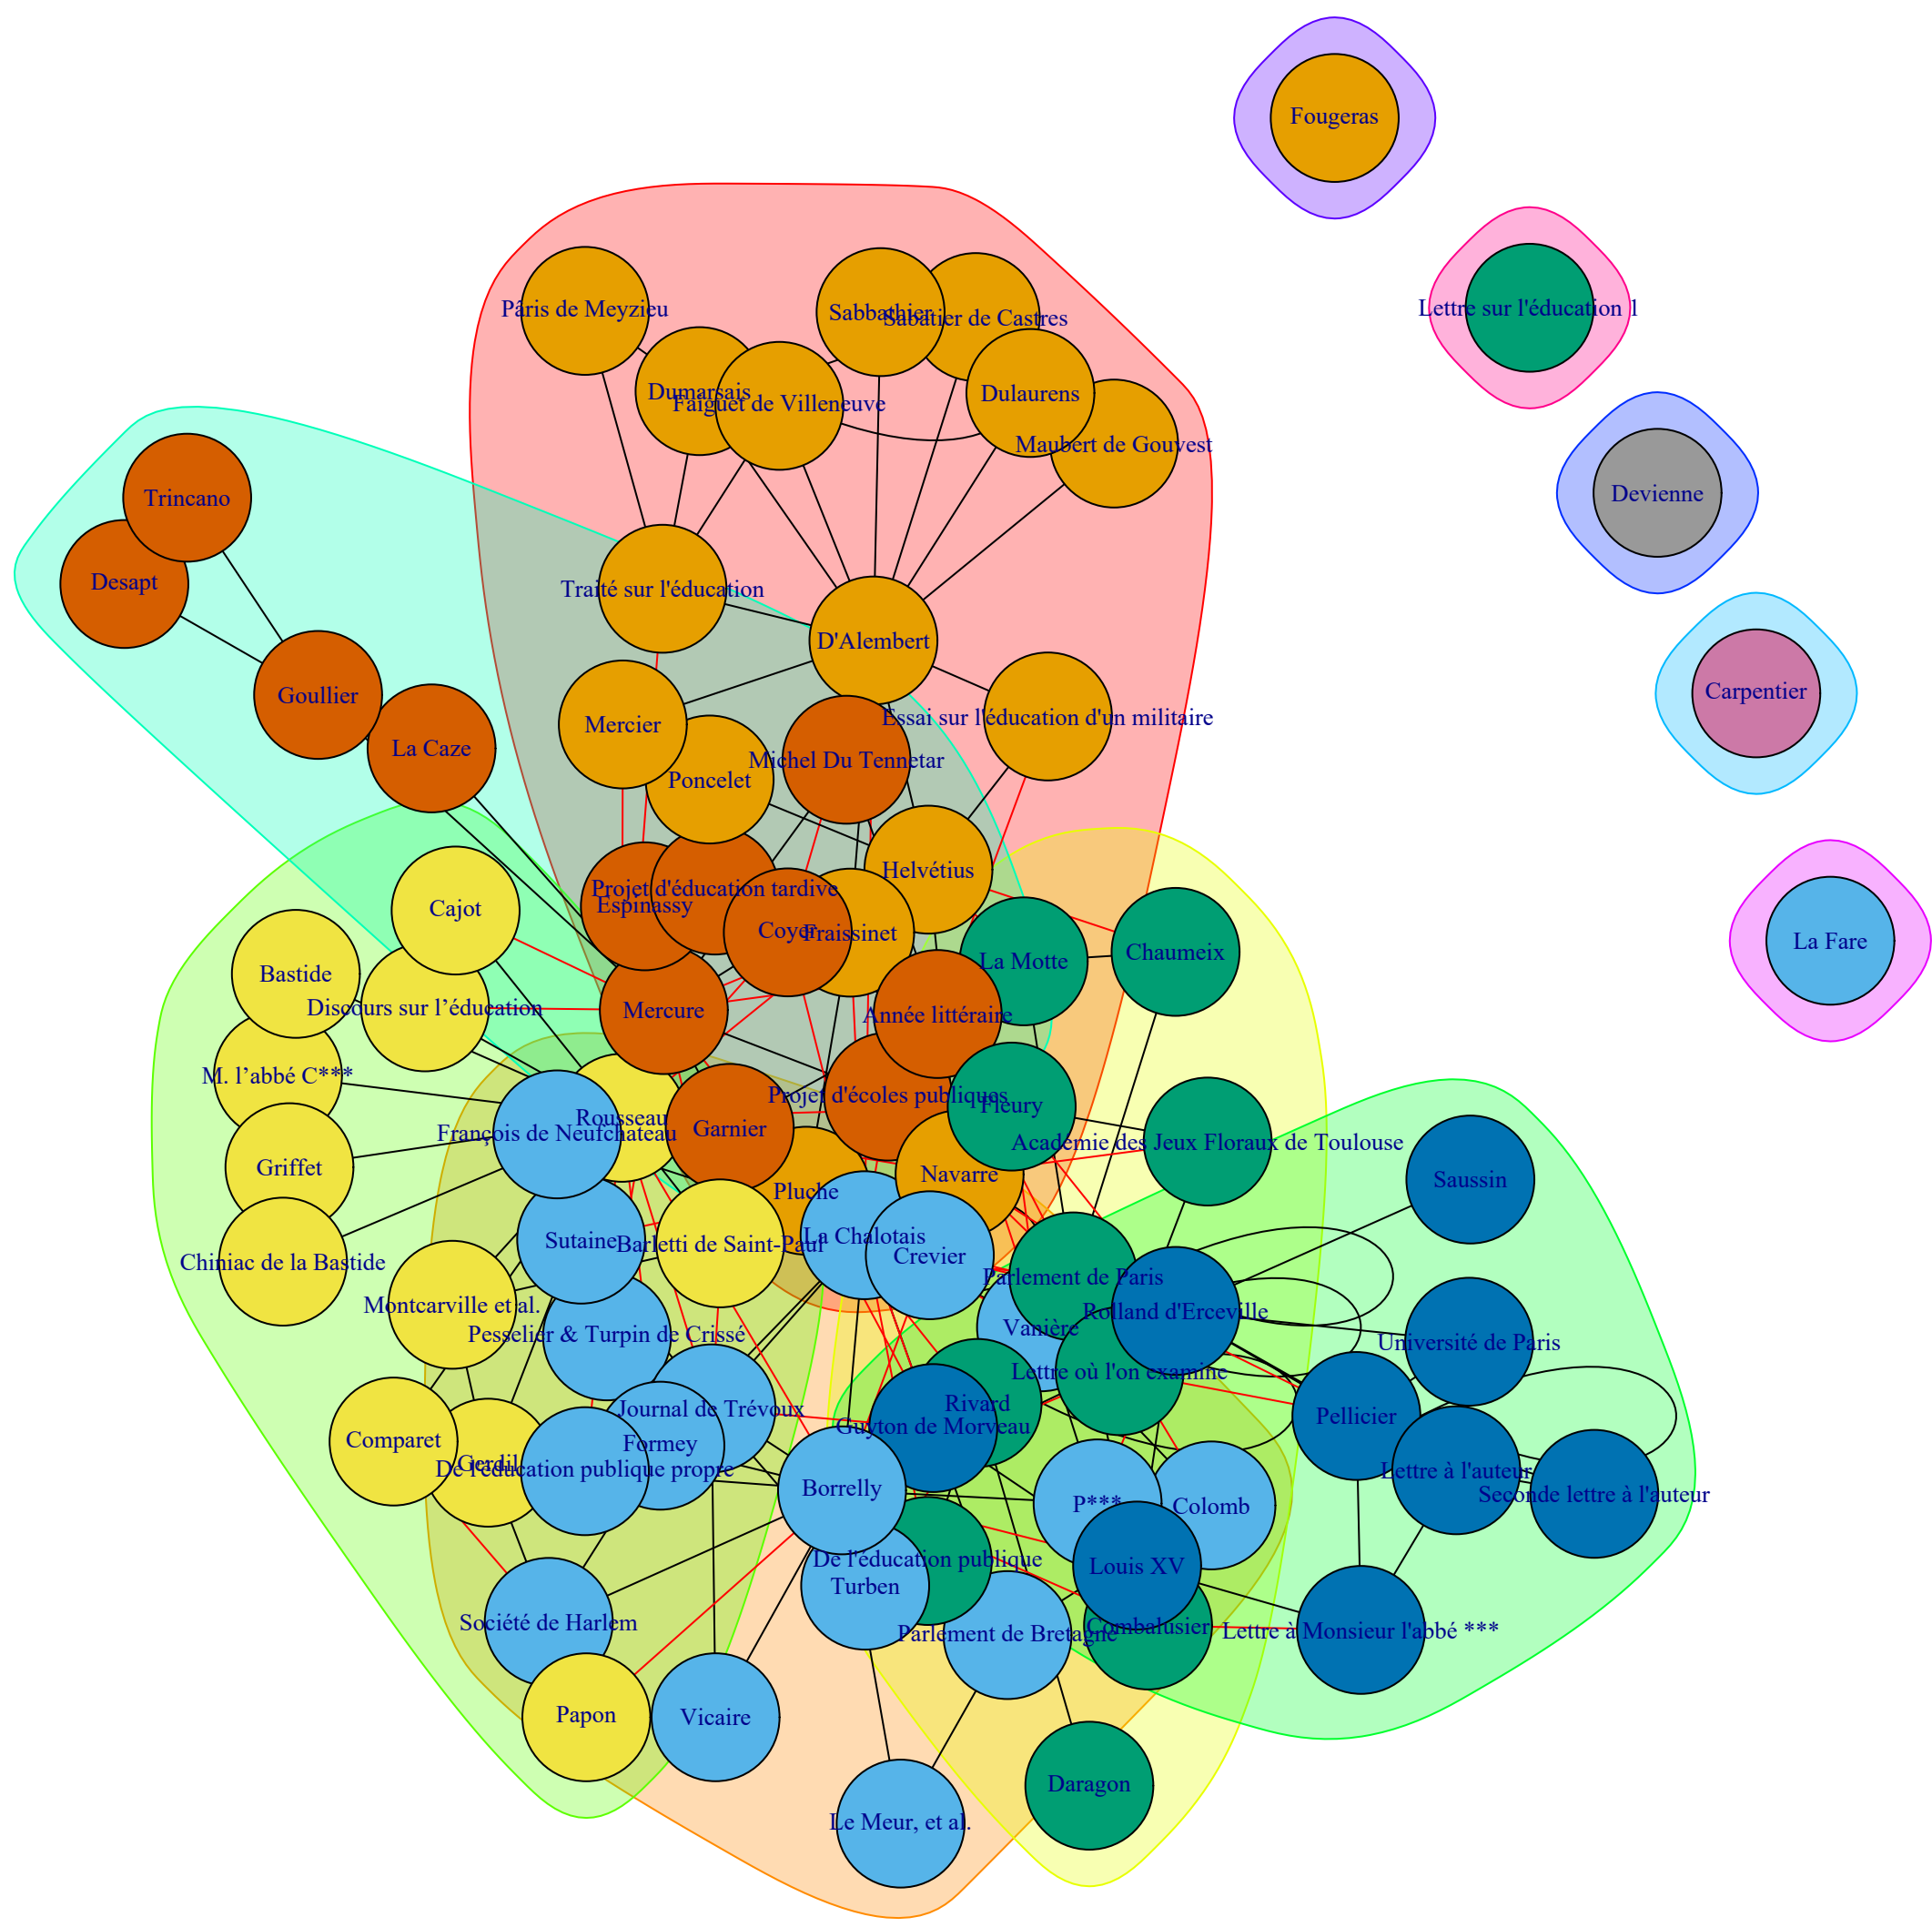 Fougeras
Lettre sur l'éducation 1
Pâris de Meyzieu
Sabbathier
Sabatier de Castres
Dumarsais
Faiguet de Villeneuve
Dulaurens
Maubert de Gouvest
Devienne
Trincano
Desapt
Traité sur l'éducation
D'Alembert
Goullier
La Caze
Mercier
Essai sur l'éducation d'un militaire
Carpentier
Michel Du Tennetar
Poncelet
Helvétius
Projet d'éducation tardive
Espinassy
Cajot
Coyer
Fraissinet
La Motte
Chaumeix
La Fare
Bastide
Discours sur l’éducation
Mercure
Année littéraire
M. l’abbé C***
Projet d'écoles publiques
Fleury
Rousseau
François de Neufchateau
Garnier
Academie des Jeux Floraux de Toulouse
Griffet
Navarre
Saussin
Pluche
Chiniac de la Bastide
Sutaine
Barletti de Saint-Paul
La Chalotais
Crevier
Parlement de Paris
Montcarville et al.
Pesselier & Turpin de Crissé
Vanière
Rolland d'Erceville
Université de Paris
Lettre où l'on examine
Journal de Trévoux
Rivard
Guyton de Morveau
Pellicier
Comparet
Formey
Gerdil
De l'éducation publique propre
Borrelly
P***
Colomb
Lettre à l'auteur
Seconde lettre à l'auteur
De l'éducation publique
Louis XV
Turben
Société de Harlem
Parlement de Bretagne
Combalusier
Lettre à Monsieur l'abbé ***
Papon
Vicaire
Daragon
Le Meur, et al.